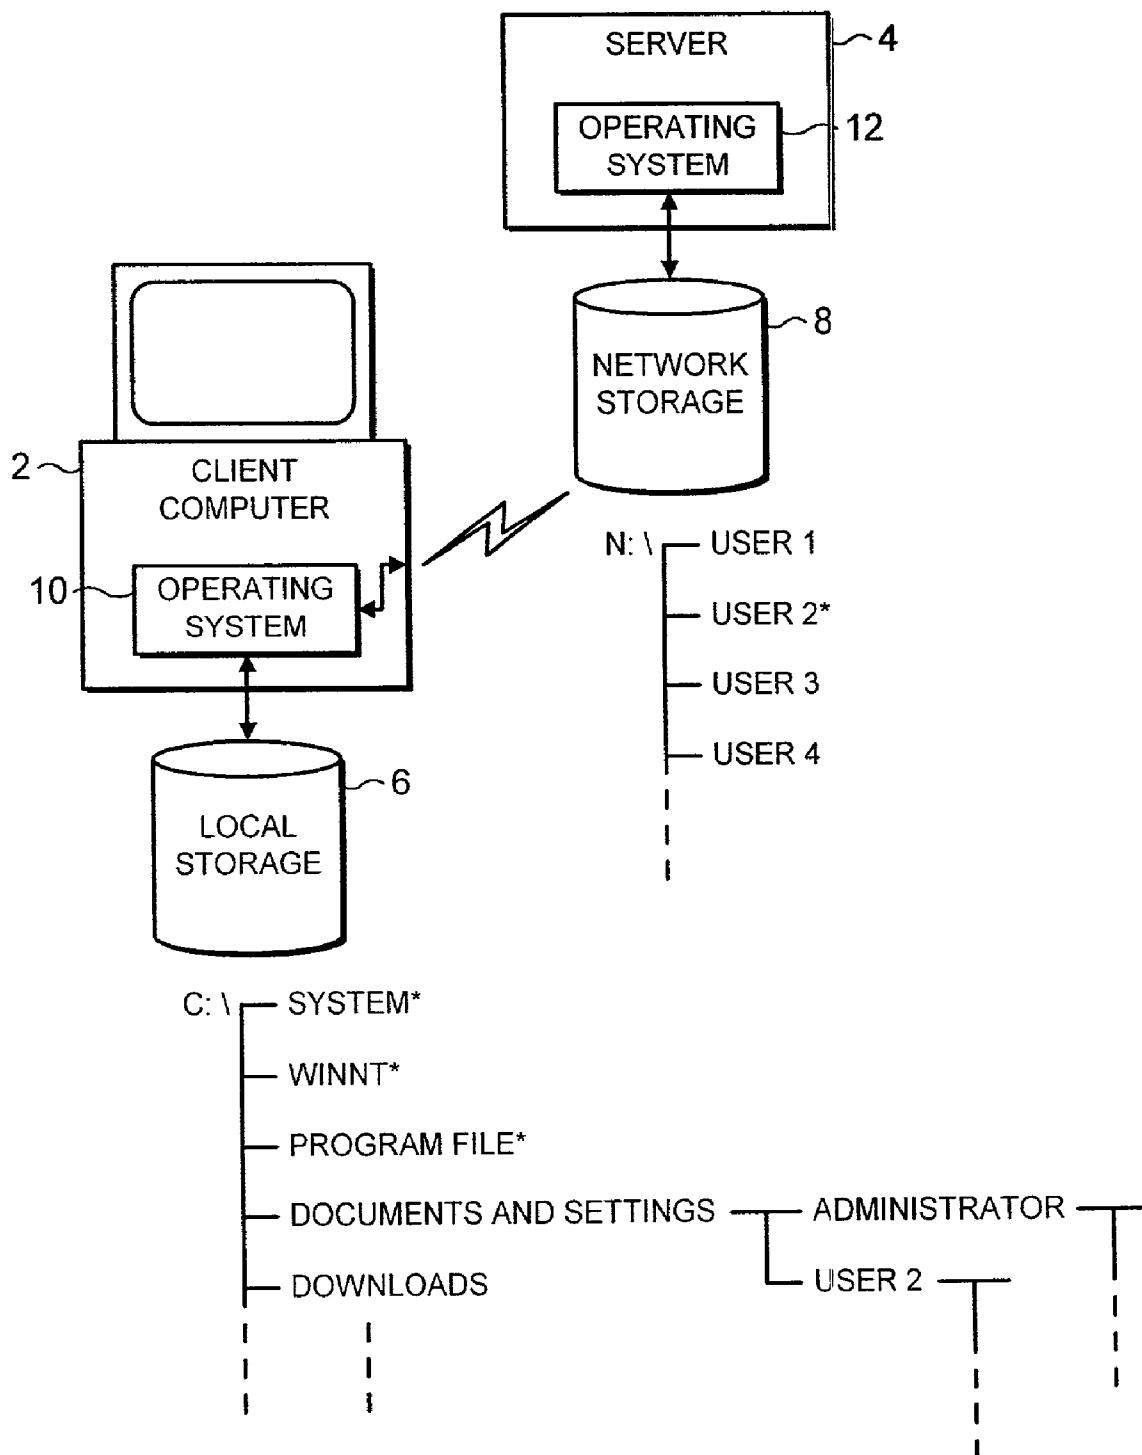 SERVER
4
OPERATING
SYSTEM
12
8
NETWORK
STORAGE
2
CLIENT
COMPUTER
10
OPERATING
SYSTEM
N: \
USER 1
USER 2*
USER 3
USER 4
6
LOCAL
STORAGE
C: \
SYSTEM*
WINNT*
PROGRAM FILE*
DOCUMENTS AND SETTINGS
ADMINISTRATOR
USER 2
DOWNLOADS